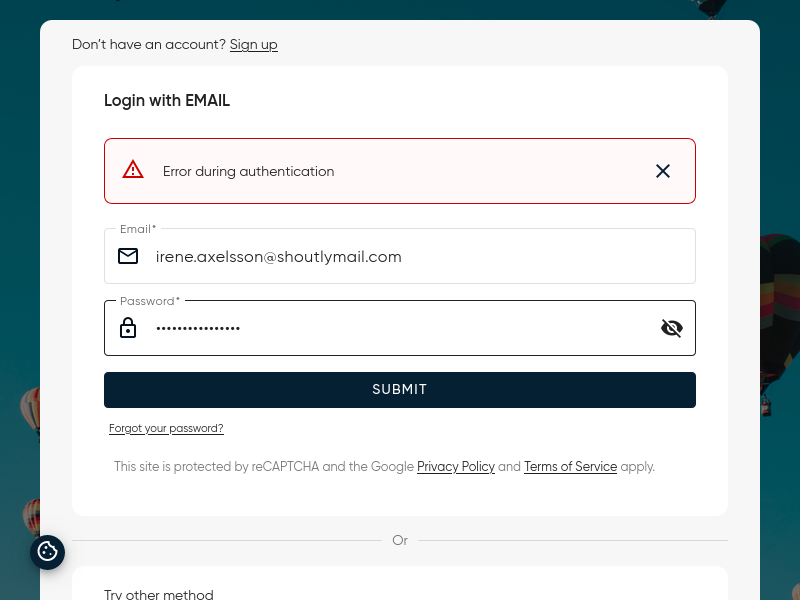 Don’t have an account? Sign up
Login with EMAIL
Error during authentication
Email*
irene.axelsson@shoutlymail.com
Password*
••••••••••••••••
SUBMIT
Forgot your password?
This site is protected by reCAPTCHA and the Google Privacy Policy and Terms of Service apply.
Or
Try other method